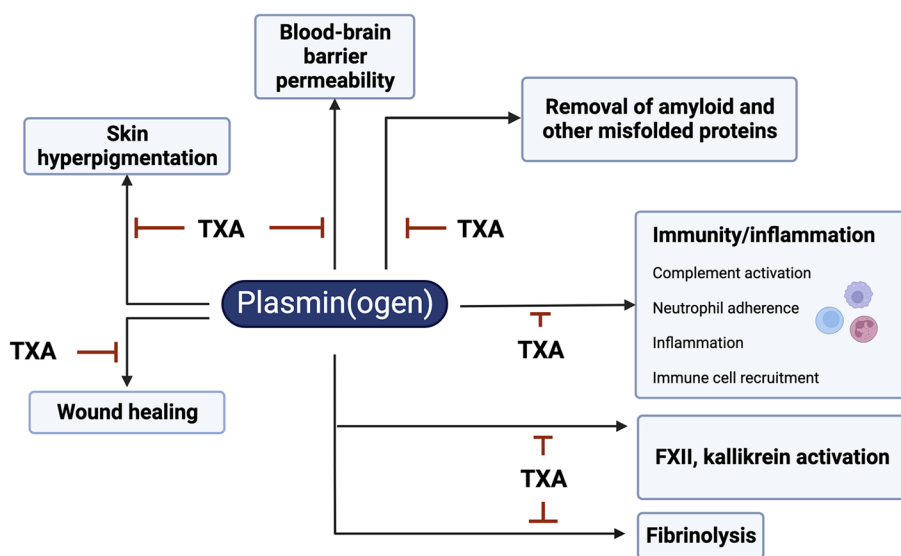 Blood-brain
barrier
permeability
Removal of amyloid and
other misfolded proteins
Skin
hyperpigmentation
TXA
TXA
Immunity/inflammation
Complement activation
Neutrophil adherence
Inflammation
Immune cell recruitment
Plasmin(ogen)
TXA
TXA
Wound healing
FXII, kallikrein activation
TXA
Fibrinolysis